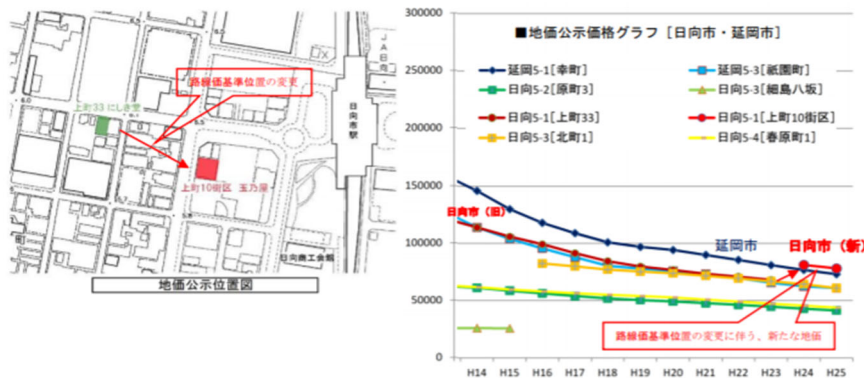 JA日向
路線価基準位置の変更
上町33 にしき堂
6.0
5.5
日向市駅
上町10街区 玉乃屋
日向商工会館
地価公示位置図
■地価公示価格グラフ［日向市・延岡市］
延岡5-1[幸町]
延岡5-3[祇園町]
日向5-2[原町3]
日向5-3[細島八坂]
日向5-1[上町33]
日向5-1[上町10街区]
日向5-3[北町1]
日向5-4[春原町1]
300000
250000
200000
150000
100000
50000
0
日向市（旧）
延岡市
日向市（新）
路線価基準位置の変更に伴う、新たな地価
H14 H15 H16 H17 H18 H19 H20 H21 H22 H23 H24 H25